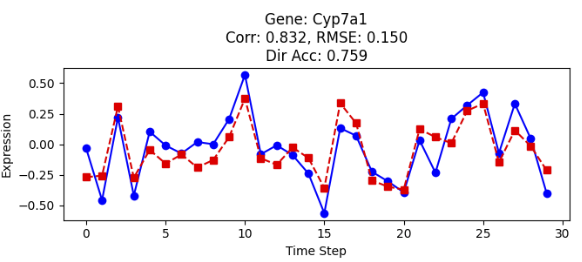 Gene: Cyp7a1
Corr: 0.832, RMSE: 0.150
Dir Acc: 0.759
Expression
0.50
0.25
0.00
−0.25
−0.50
0 5 10 15 20 25 30
Time Step